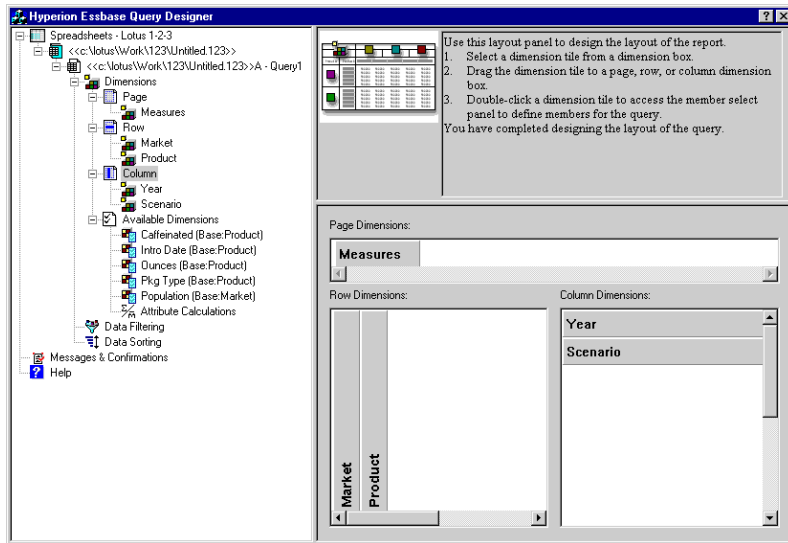 Hyperion Essbase Query Designer
Spreadsheets - Lotus 1-2-3
<<c:\lotus\Work\123\Untitled.123>>
<<c:\lotus\Work\123\Untitled.123>>A - Query1
Dimensions
Page
Measures
Row
Market
Product
Column
Year
Scenario
Available Dimensions
Caffeinated (Base:Product)
Intro Date (Base:Product)
Ounces (Base:Product)
Pkg Type (Base:Product)
Population (Base:Market)
Attribute Calculations
Data Filtering
Data Sorting
Messages & Confirmations
Help
Use this layout panel to design the layout of the report.
1. Select a dimension tile from a dimension box.
2. Drag the dimension tile to a page, row, or column dimension
box.
3. Double-click a dimension tile to access the member select
panel to define members for the query.
You have completed designing the layout of the query.
Page Dimensions:
Measures
Row Dimensions:
Market
Product
Column Dimensions:
Year
Scenario